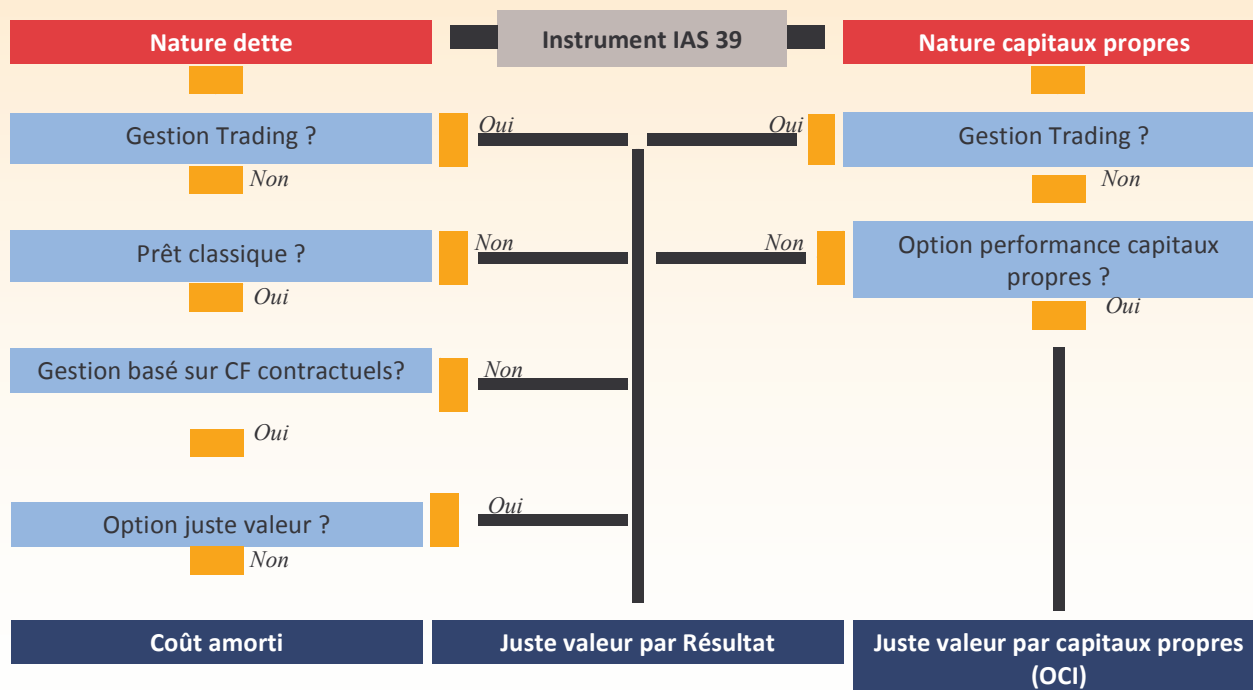 Nature dette
Instrument IAS 39
Nature capitaux propres
Gestion Trading ?
Oui
Oui
Gestion Trading ?
Non
Non
Prêt classique ?
Non
Non
Option performance capitaux
propres ?
Oui
Oui
Gestion basé sur CF contractuels?
Non
Oui
Option juste valeur ?
Oui
Non
Coût amorti
Juste valeur par Résultat
Juste valeur par capitaux propres
(OCI)